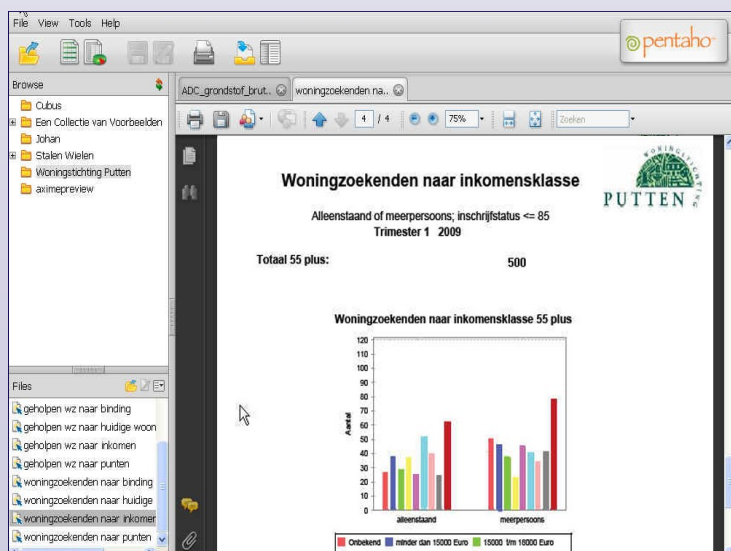 File View Tools Help
pentaho
Browse
Cubus
Een Collectie van Voorbeelden
Johan
Stalen Wielen
Woningstichting Putten
aximepreview
Files
geholpen wz naar binding
geholpen wz naar huidige woon
geholpen wz naar inkomen
geholpen wz naar punten
woningzoekenden naar binding
woningzoekenden naar huidige
woningzoekenden naar inkomen
woningzoekenden naar punten
ADC_grondstof_brut.. woningzoekenden na..
4 / 4 75% Zoeken
WONINGSTICHTING
PUTTEN
Woningzoekenden naar inkomensklasse
Alleenstaand of meerpersoons; inschrijfstatus <= 85
Trimester 1 2009
Totaal 55 plus: 500
Woningzoekenden naar inkomensklasse 55 plus
120
110
100
90
80
70
60
50
40
30
20
10
0
Aantal
alleenstaand meerpersoons
Onbekend minder dan 15000 Euro 15000 t/m 18000 Euro